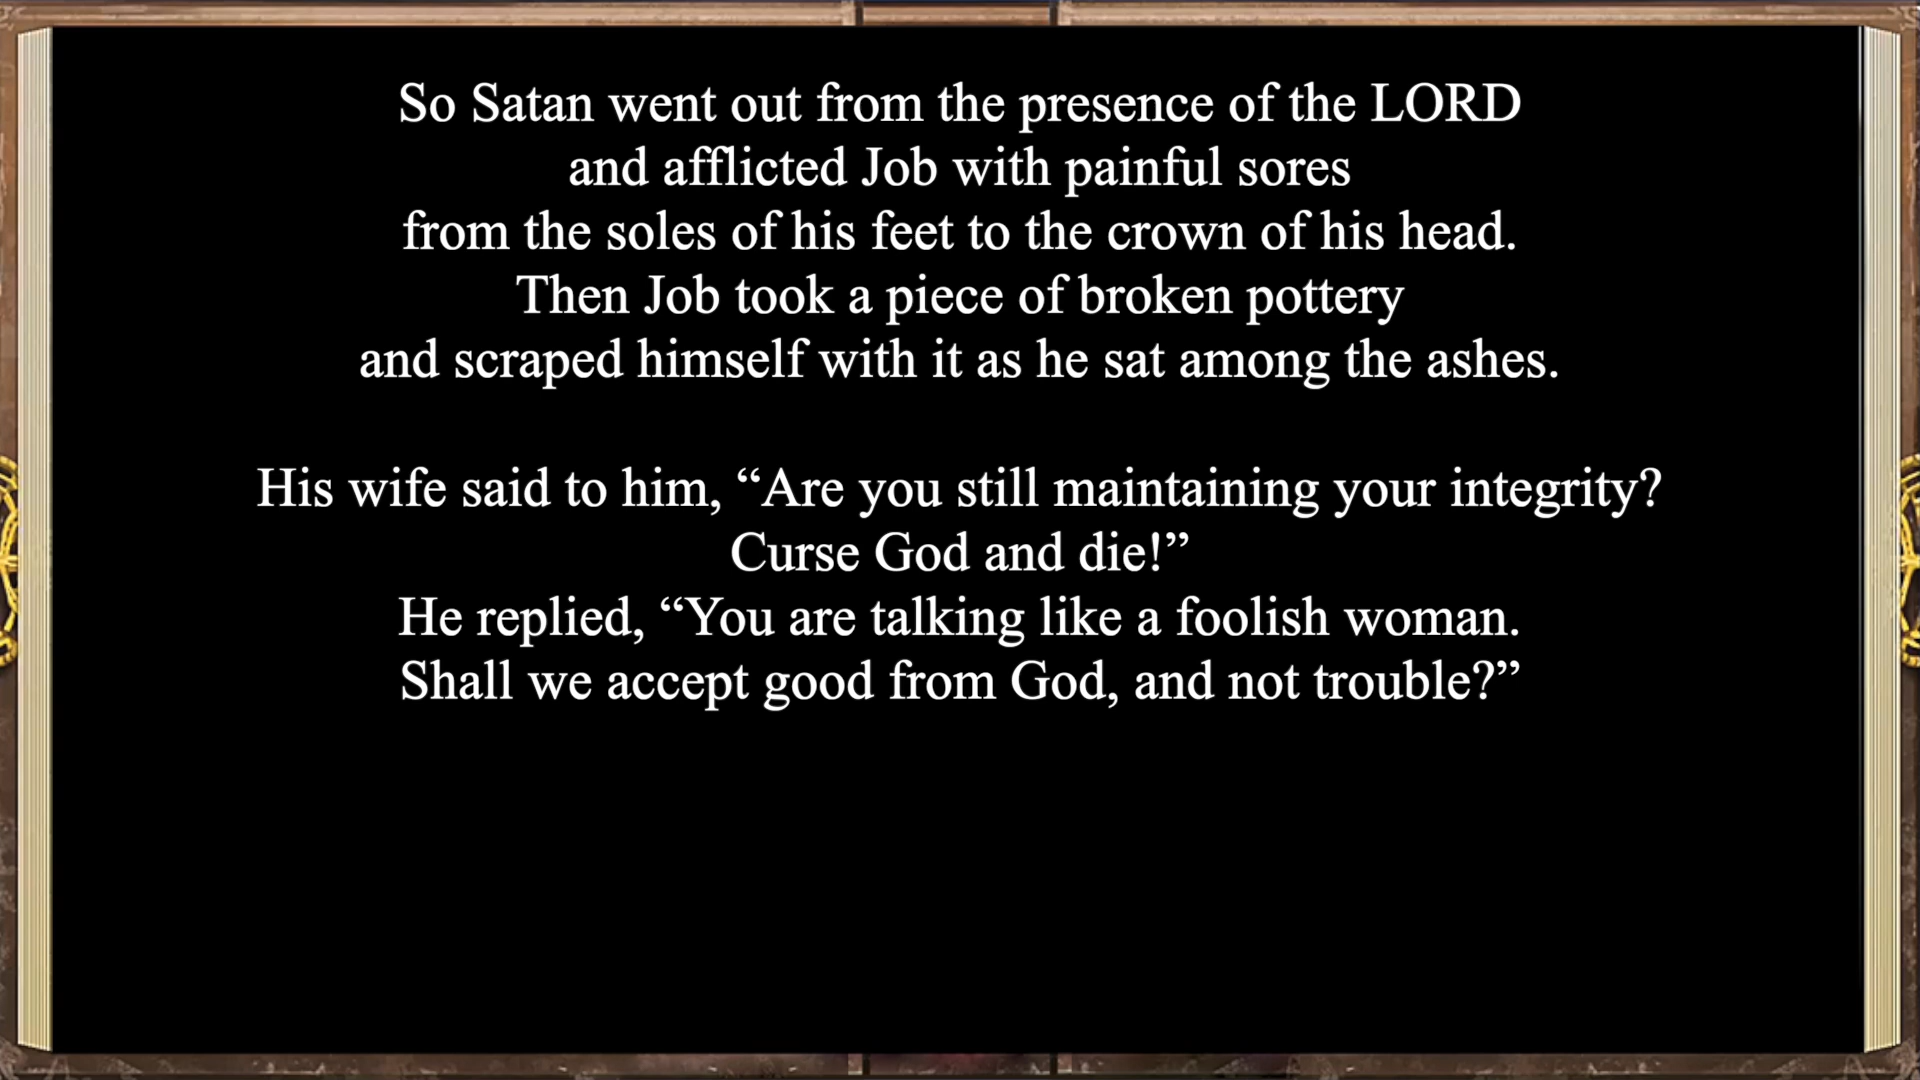 So Satan went out from the presence of the LORD
and afflicted Job with painful sores
from the soles of his feet to the crown of his head.
Then Job took a piece of broken pottery
and scraped himself with it as he sat among the ashes.
His wife said to him, “Are you still maintaining your integrity?
Curse God and die!”
He replied, “You are talking like a foolish woman.
Shall we accept good from God, and not trouble?”